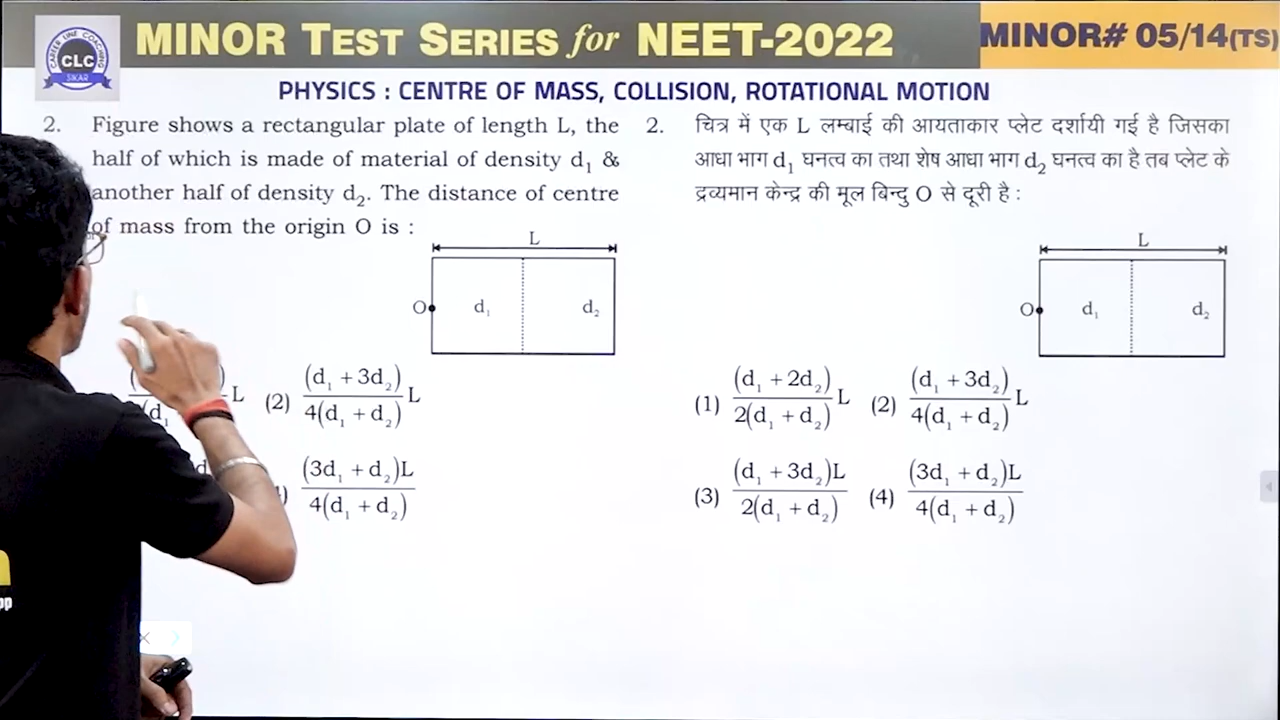 CAREER LINE COACHING
CLC
SIKAR
MINOR TEST SERIES for NEET-2022
MINOR# 05/14(TS)
PHYSICS : CENTRE OF MASS, COLLISION, ROTATIONAL MOTION
2. Figure shows a rectangular plate of length L, the
half of which is made of material of density d₁ &
another half of density d₂. The distance of centre
of mass from the origin O is :
L
O
d₁
d₂
L
(2) (d₁ + 3d₂)/4(d₁ + d₂) L
(3d₁ + d₂)L/4(d₁ + d₂)
2. चित्र में एक L लम्बाई की आयताकार प्लेट दर्शायी गई है जिसका
आधा भाग d₁ घनत्व का तथा शेष आधा भाग d₂ घनत्व का है तब प्लेट के
द्रव्यमान केन्द्र की मूल बिन्दु O से दूरी है :
L
O
d₁
d₂
(1) (d₁ + 2d₂)/2(d₁ + d₂) L (2) (d₁ + 3d₂)/4(d₁ + d₂) L
(3) (d₁ + 3d₂)L/2(d₁ + d₂) (4) (3d₁ + d₂)L/4(d₁ + d₂)